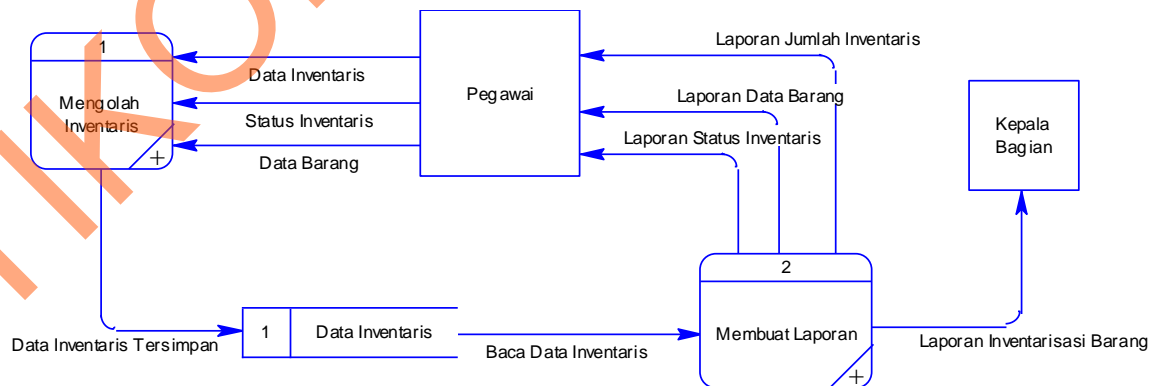 1
Mengolah
Inventaris
+
Data Inventaris
Status Inventaris
Data Barang
Pegawai
Laporan Jumlah Inventaris
Laporan Data Barang
Laporan Status Inventaris
Kepala
Bagian
2
Membuat Laporan
+
Data Inventaris Tersimpan
1
Data Inventaris
Baca Data Inventaris
Laporan Inventarisasi Barang